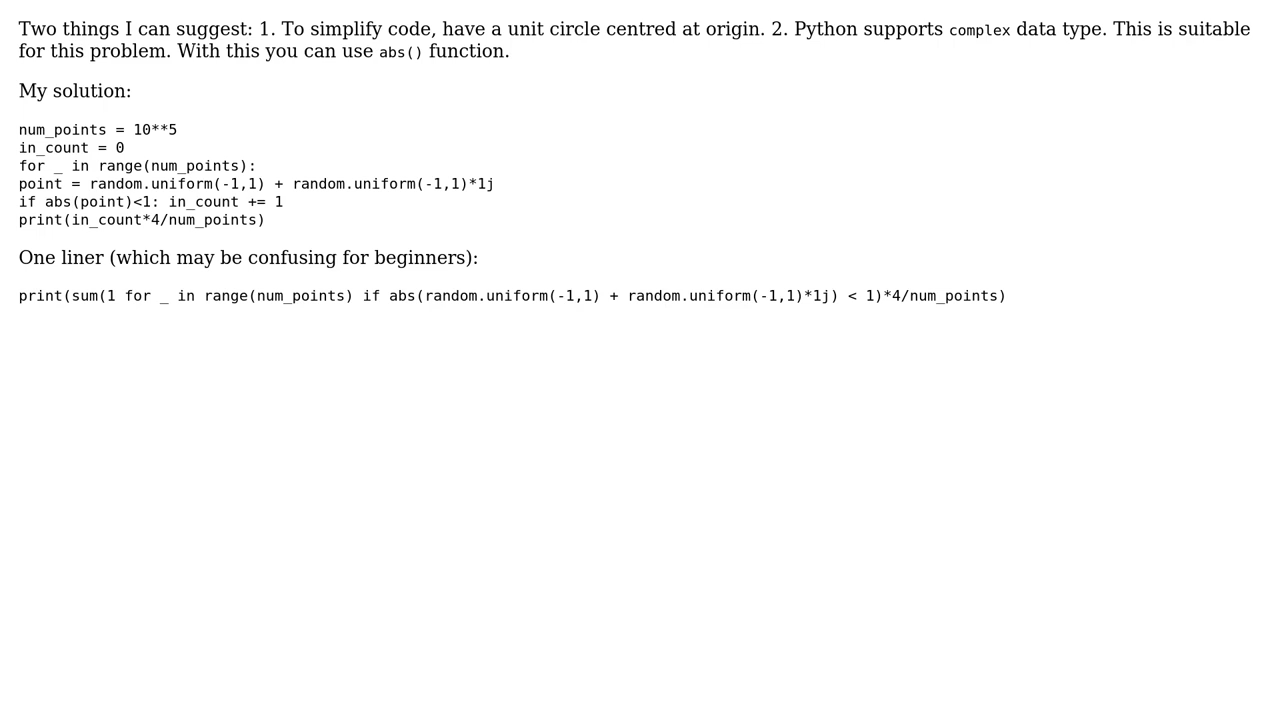 Two things I can suggest: 1. To simplify code, have a unit circle centred at origin. 2. Python supports complex data type. This is suitable
for this problem. With this you can use abs() function.
My solution:
num_points = 10**5
in_count = 0
for _ in range(num_points):
point = random.uniform(-1,1) + random.uniform(-1,1)*1j
if abs(point)<1: in_count += 1
print(in_count*4/num_points)
One liner (which may be confusing for beginners):
print(sum(1 for _ in range(num_points) if abs(random.uniform(-1,1) + random.uniform(-1,1)*1j) < 1)*4/num_points)